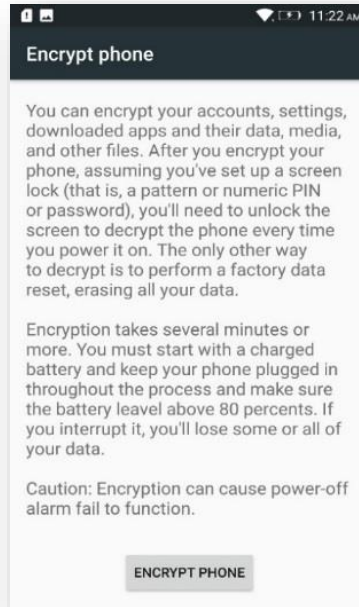 11:22 AM
Encrypt phone
You can encrypt your accounts, settings,
downloaded apps and their data, media,
and other files. After you encrypt your
phone, assuming you've set up a screen
lock (that is, a pattern or numeric PIN
or password), you'll need to unlock the
screen to decrypt the phone every time
you power it on. The only other way
to decrypt is to perform a factory data
reset, erasing all your data.
Encryption takes several minutes or
more. You must start with a charged
battery and keep your phone plugged in
throughout the process and make sure
the battery leavel above 80 percents. If
you interrupt it, you'll lose some or all of
your data.
Caution: Encryption can cause power-off
alarm fail to function.
ENCRYPT PHONE